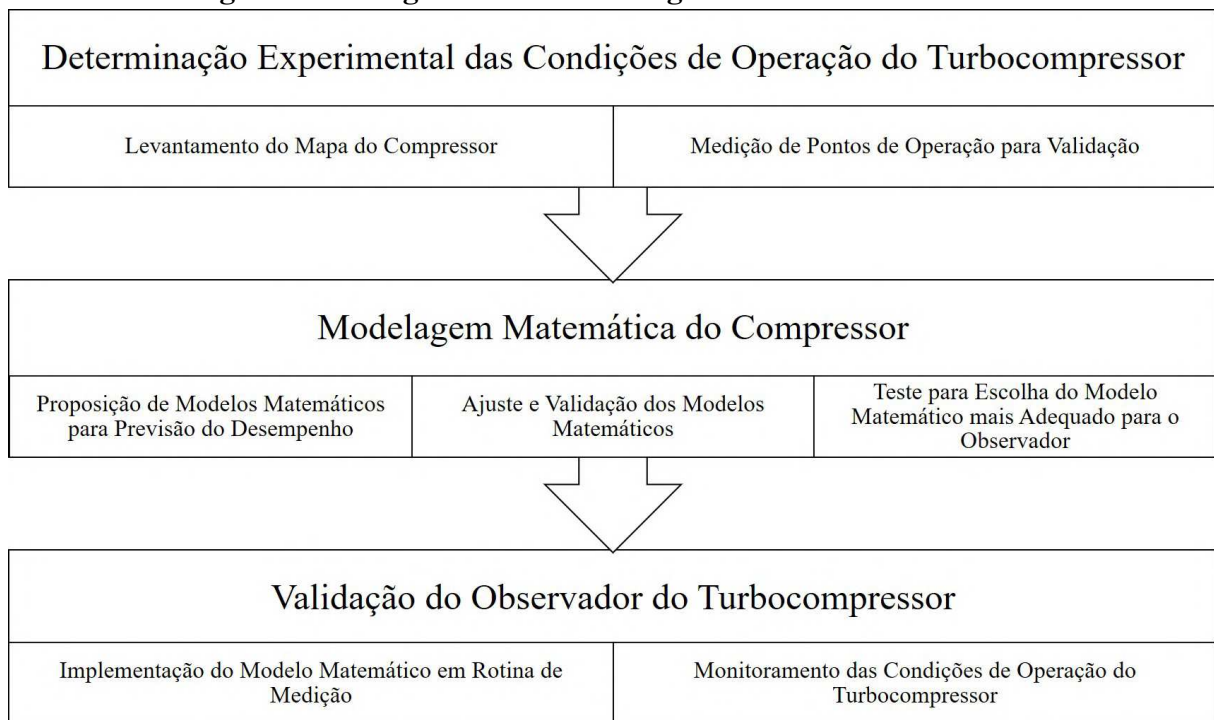 Determinação Experimental das Condições de Operação do Turbocompressor
Levantamento do Mapa do Compressor
Medição de Pontos de Operação para Validação
Modelagem Matemática do Compressor
Proposição de Modelos Matemáticos
para Previsão do Desempenho
Ajuste e Validação dos Modelos
Matemáticos
Teste para Escolha do Modelo
Matemático mais Adequado para o
Observador
Validação do Observador do Turbocompressor
Implementação do Modelo Matemático em Rotina de
Medição
Monitoramento das Condições de Operação do
Turbocompressor